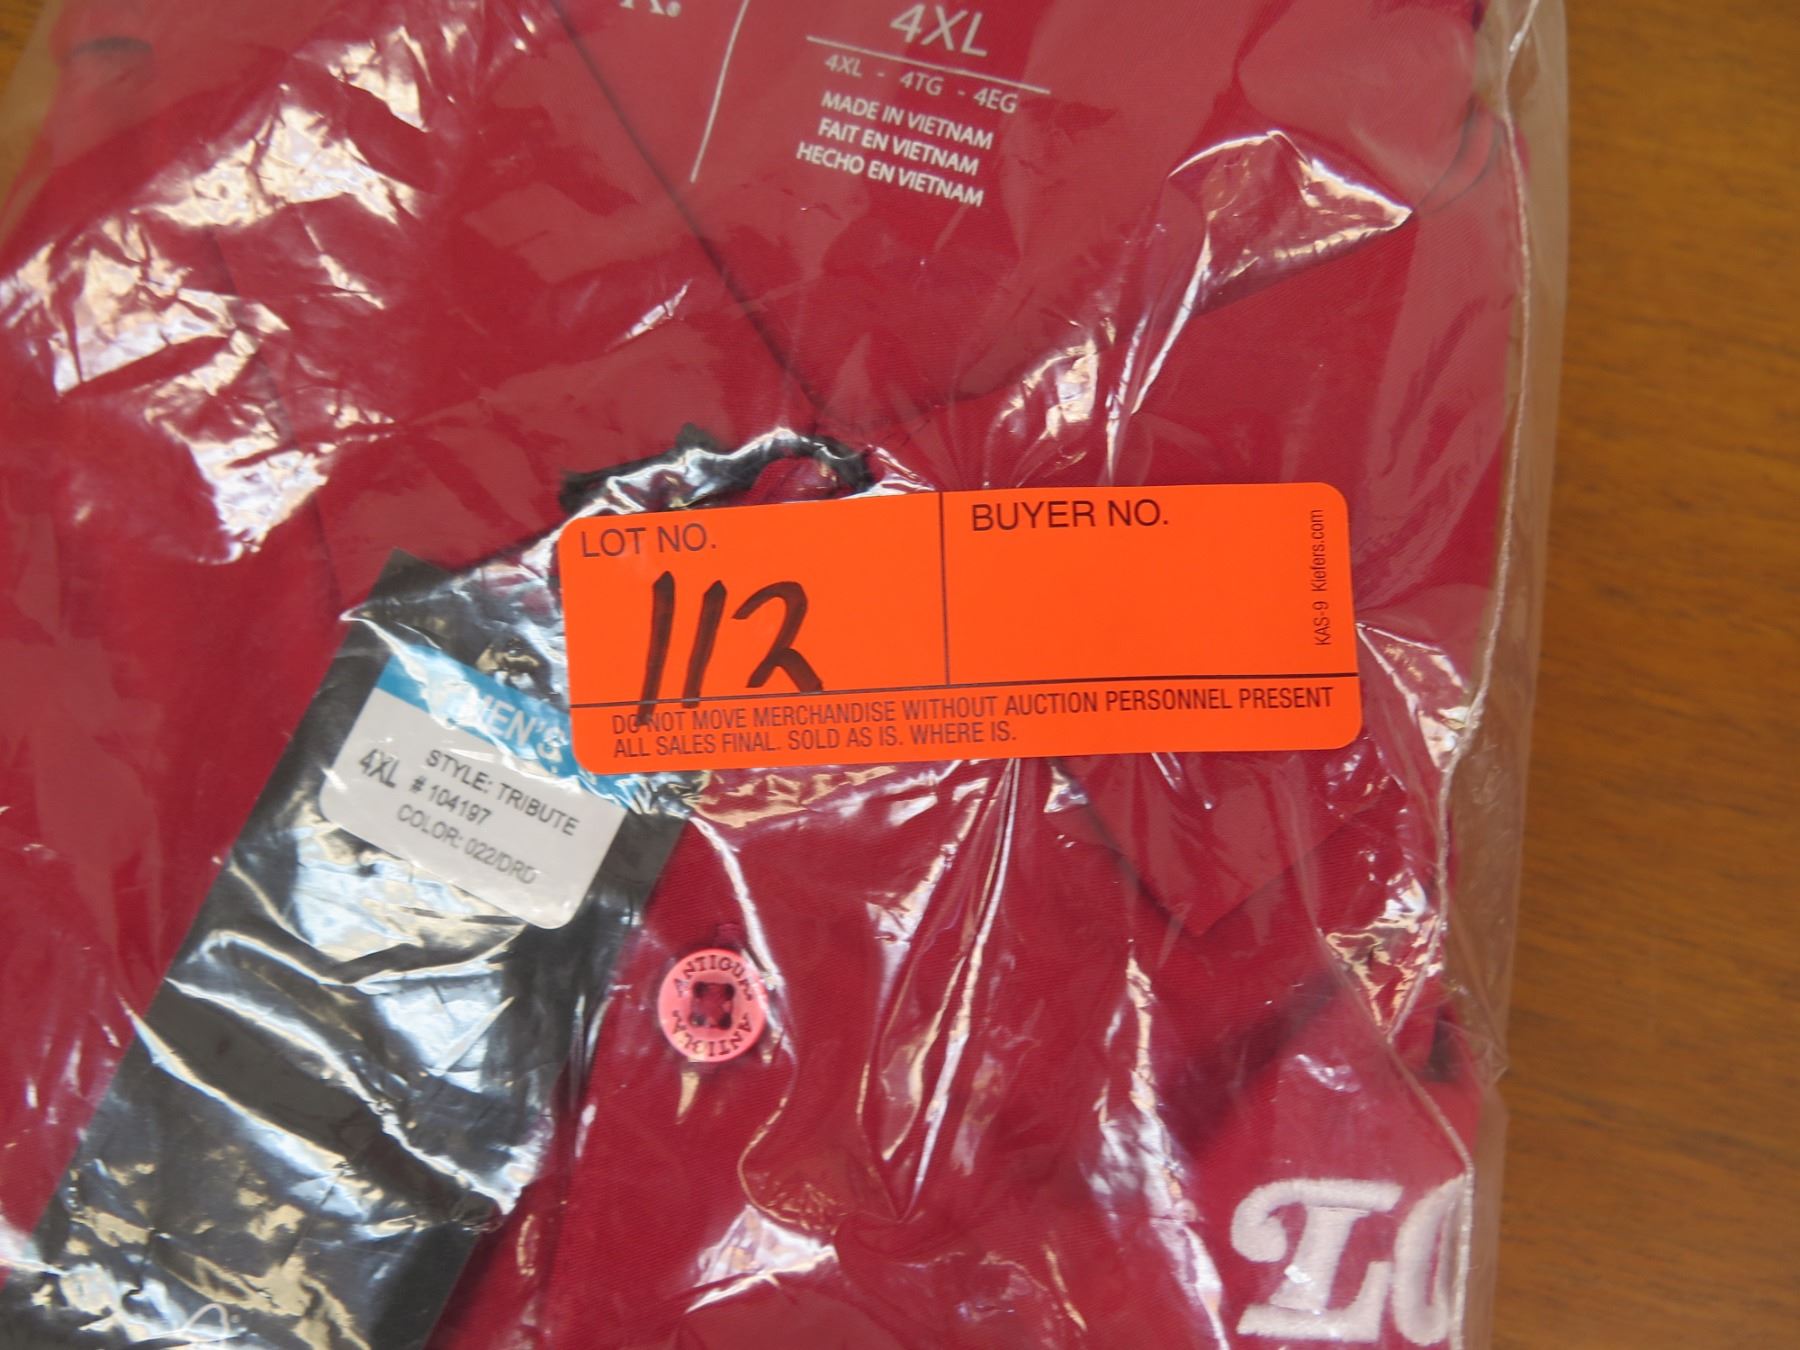 4XL
4XL - 4TG - 4EG
MADE IN VIETNAM
FAIT EN VIETNAM
HECHO EN VIETNAM
LOT NO.
113
BUYER NO.
KAS-9 Kiefers.com
DO NOT MOVE MERCHANDISE WITHOUT AUCTION PERSONNEL PRESENT
ALL SALES FINAL. SOLD AS IS. WHERE IS.
MEN'S
STYLE: TRIBUTE
4XL # 104197
COLOR: 022/DRD
ANTIGUA ANTIGUA